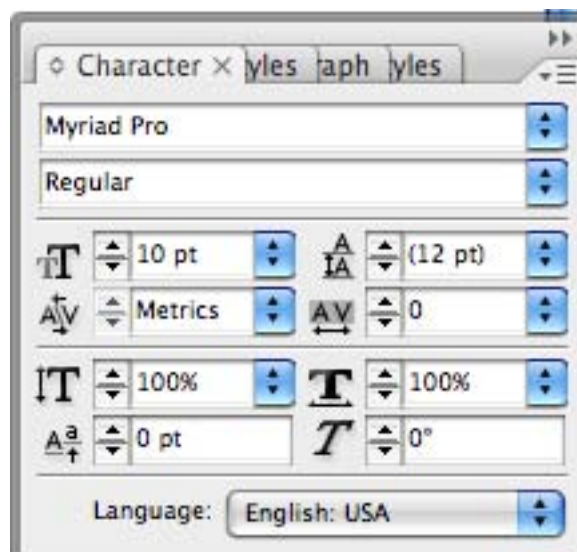 Character yles raph yles
Myriad Pro
Regular
10 pt (12 pt)
Metrics 0
100% 100%
0 pt 0°
Language: English: USA